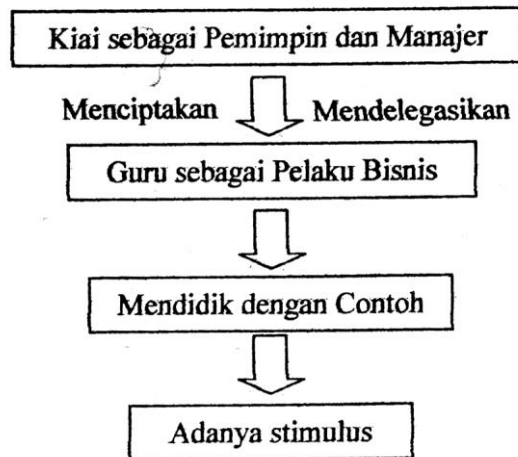 Kiai sebagai Pemimpin dan Manajer
Menciptakan Mendelegasikan
Guru sebagai Pelaku Bisnis
Mendidik dengan Contoh
Adanya stimulus